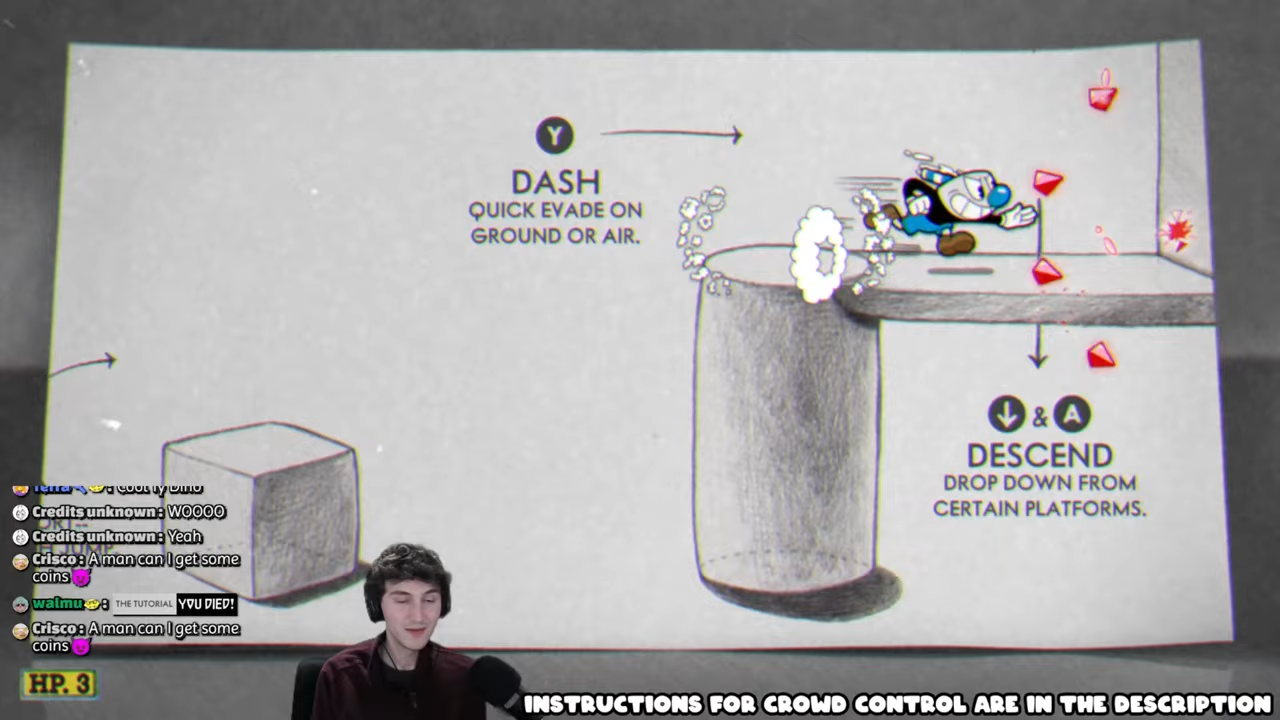 Y
DASH
QUICK EVADE ON
GROUND OR AIR.
& A
DESCEND
DROP DOWN FROM
CERTAIN PLATFORMS.
Credits unknown: WOOOO
Credits unknown: Yeah
Crisco: A man can I get some
coins
walmu: THE TUTORIAL YOU DIED!
Crisco: A man can I get some
coins
HP. 3
INSTRUCTIONS FOR CROWD CONTROL ARE IN THE DESCRIPTION